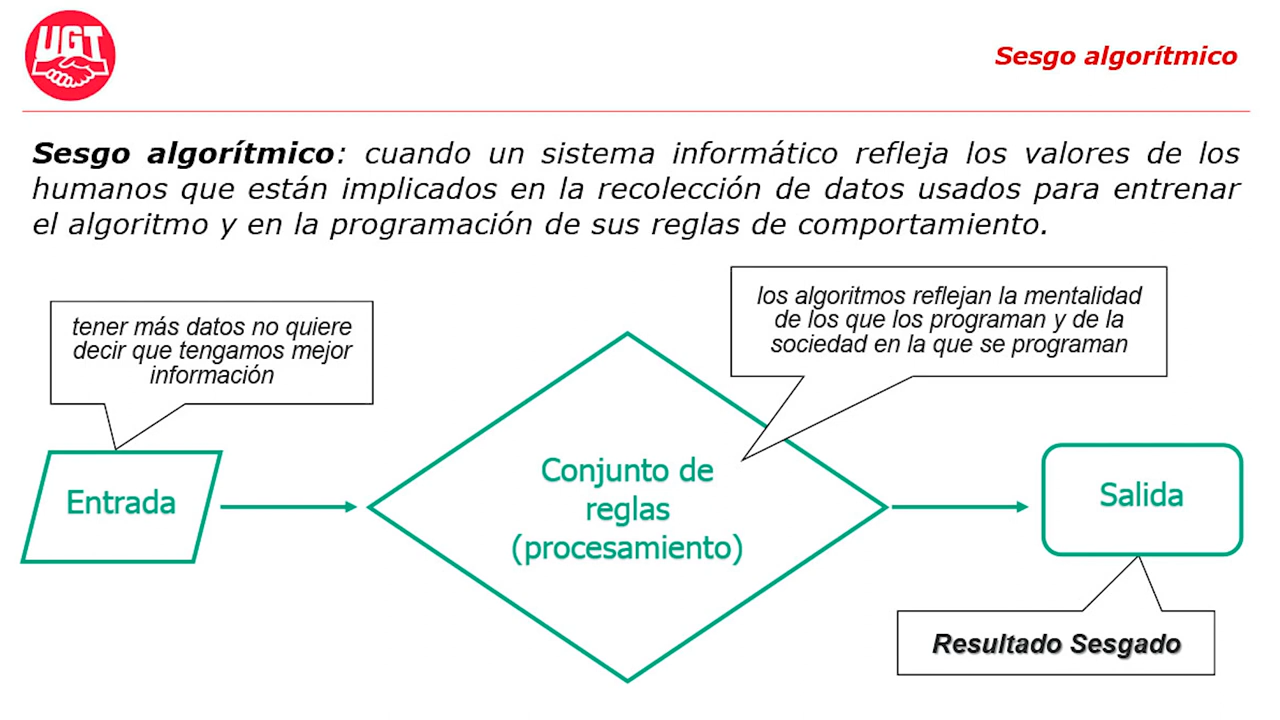 UGT
Sesgo algorítmico
Sesgo algorítmico: cuando un sistema informático refleja los valores de los
humanos que están implicados en la recolección de datos usados para entrenar
el algoritmo y en la programación de sus reglas de comportamiento.
tener más datos no quiere
decir que tengamos mejor
información
los algoritmos reflejan la mentalidad
de los que los programan y de la
sociedad en la que se programan
Entrada
Conjunto de
reglas
(procesamiento)
Salida
Resultado Sesgado